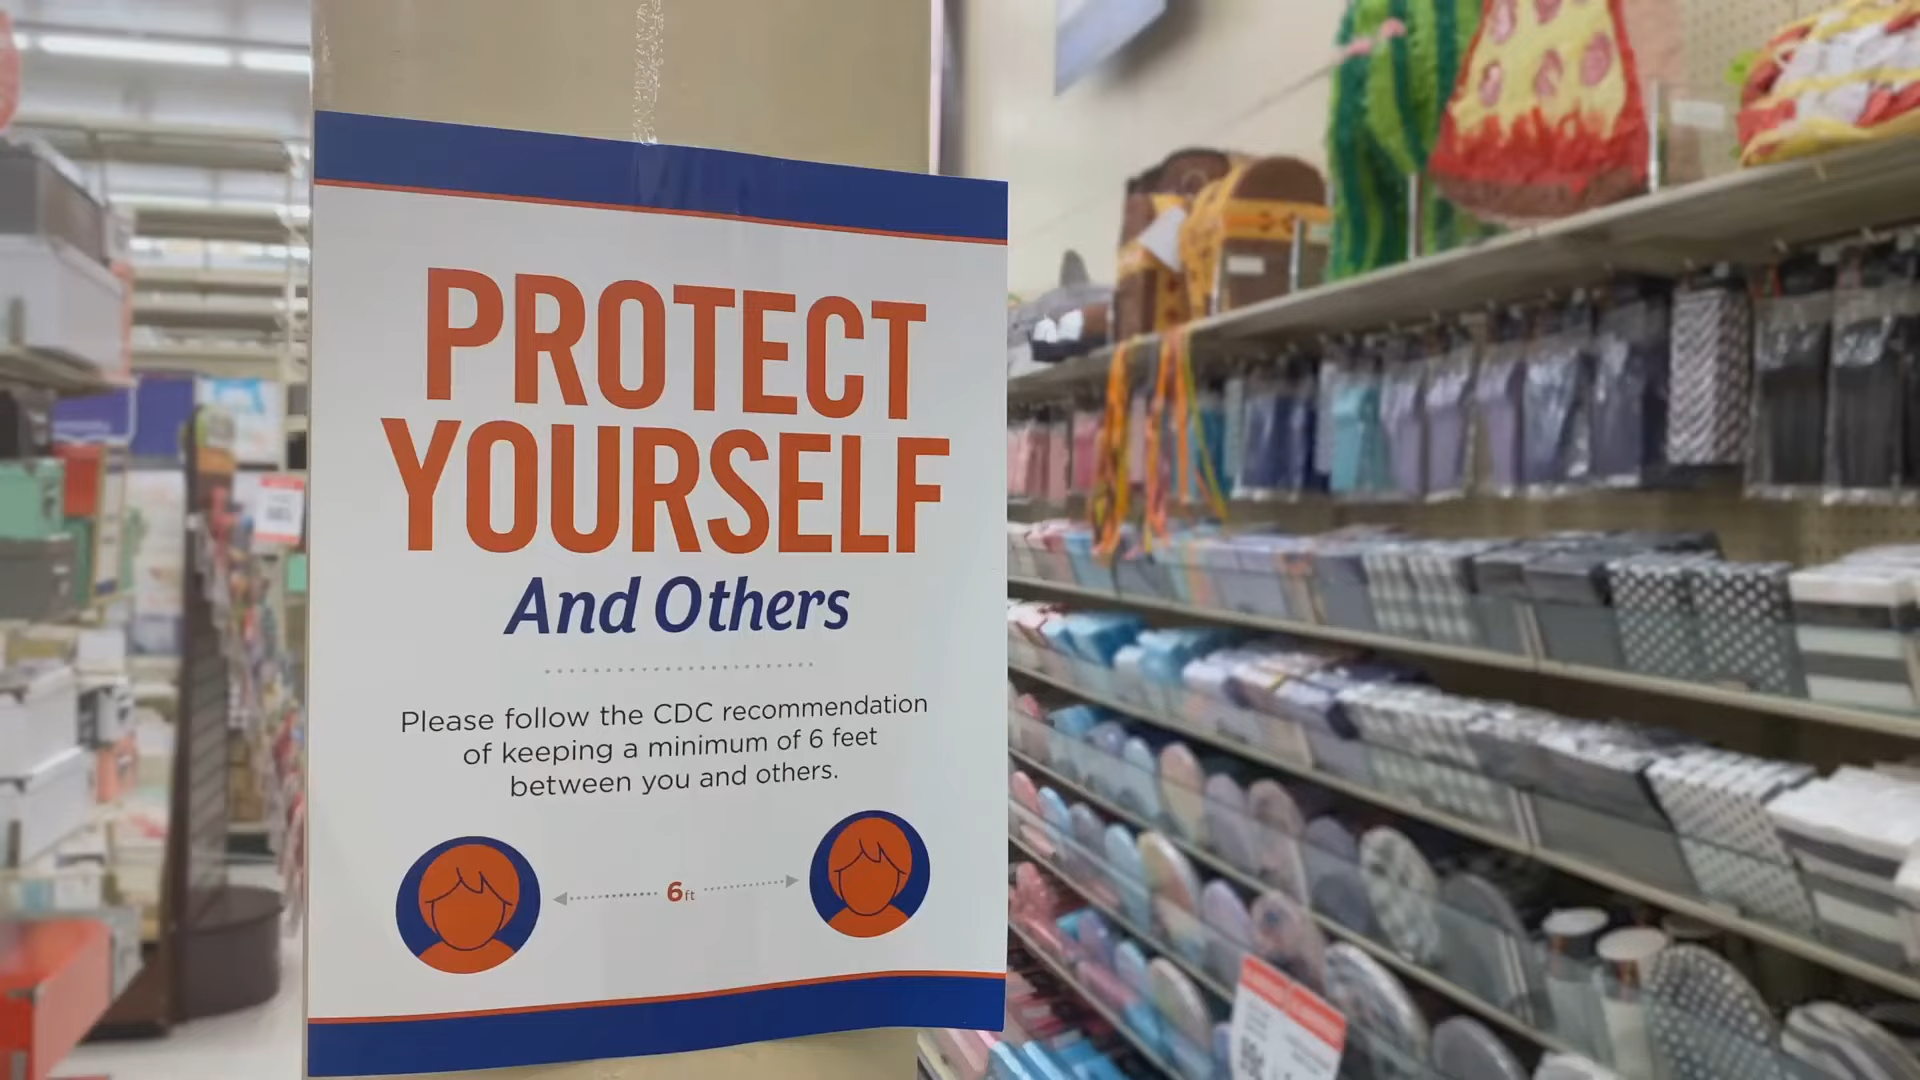 PROTECT
YOURSELF
And Others
Please follow the CDC recommendation
of keeping a minimum of 6 feet
between you and others.
6ft